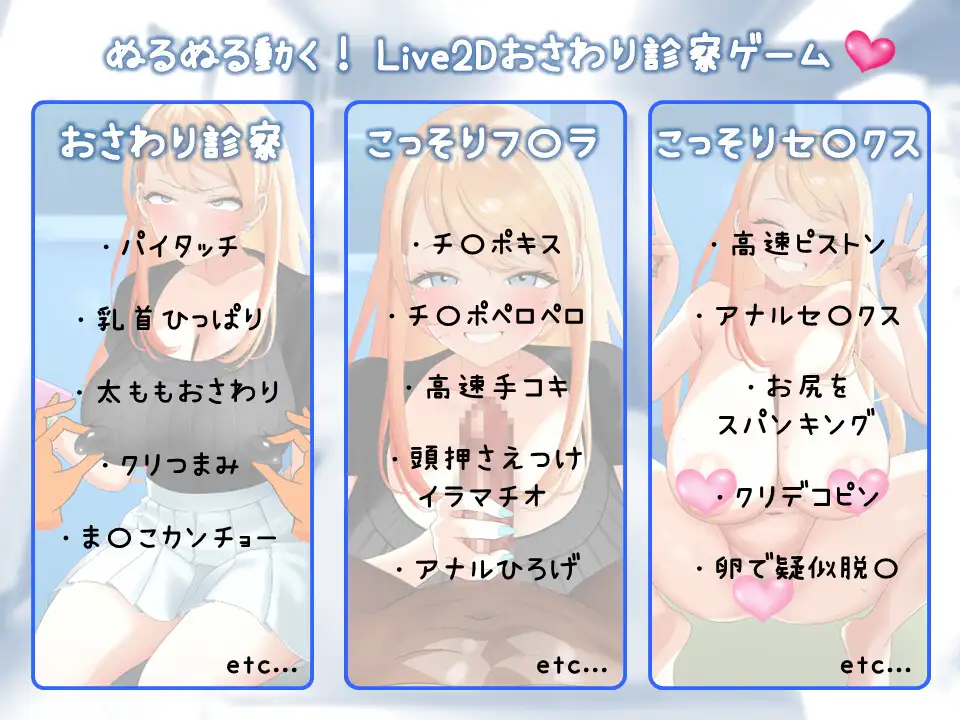 ぬるぬる動く！ Live2Dおさわり診察ゲーム
おさわり診察
・パイタッチ
・乳首ひっぱり
・太ももおさわり
・クリつまみ
・ま〇こカンチョー
etc...
こっそりフ〇ラ
・チ〇ポキス
・チ〇ポペロペロ
・高速手コキ
・頭押さえつけ
イラマチオ
・アナルひろげ
etc...
こっそりセ〇クス
・高速ピストン
・アナルセ〇クス
・お尻を
スパンキング
・クリデコピン
・卵で疑似脱〇
etc...